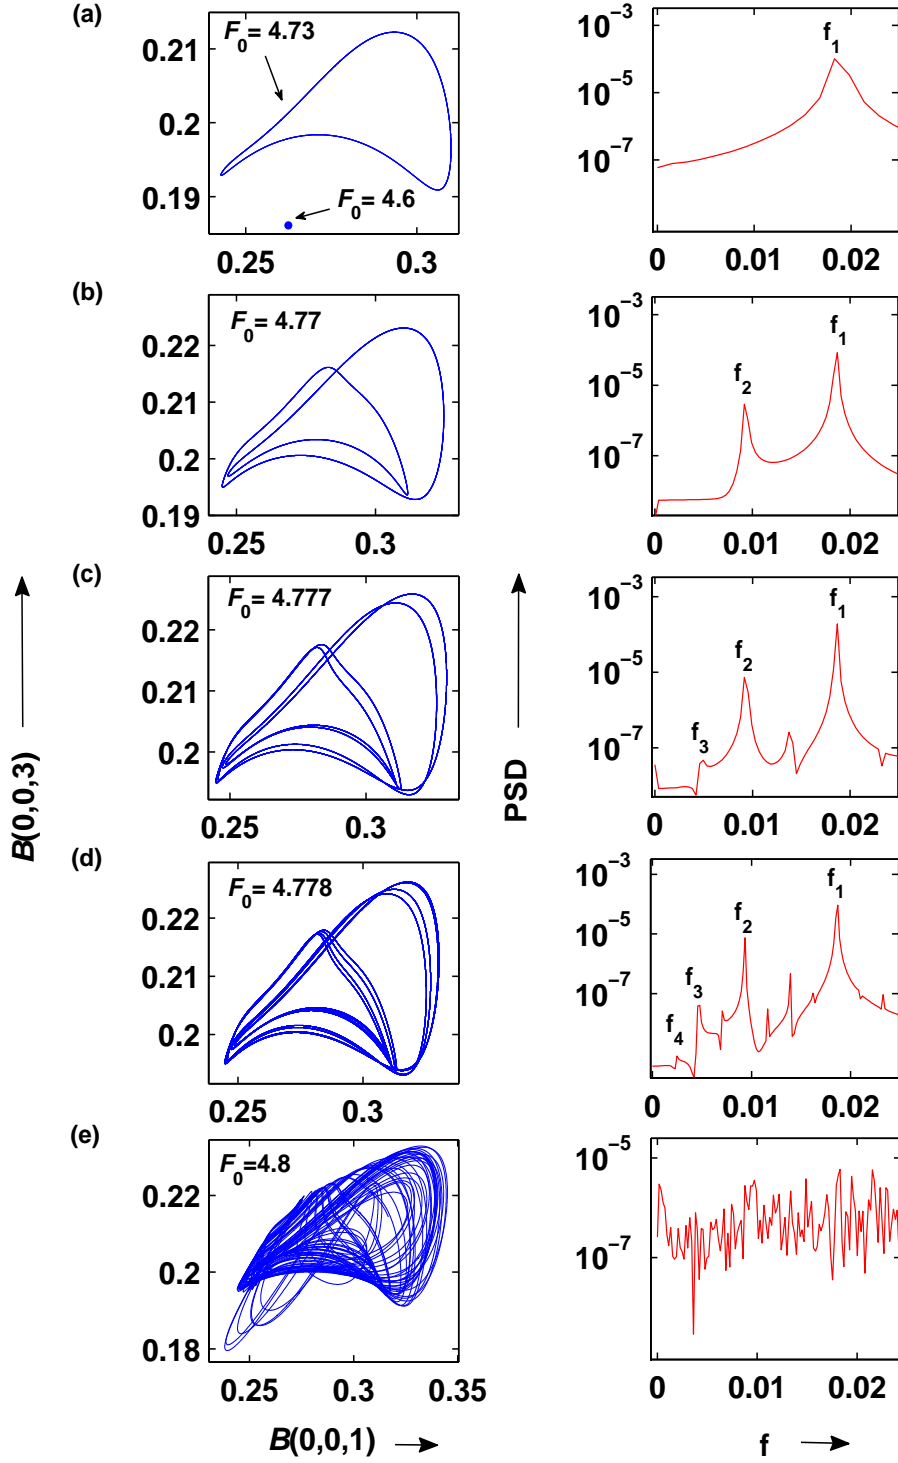 (a)
F0= 4.73
F0= 4.6
0.21
0.2
0.19
0.25 0.3
f1
10−3
10−5
10−7
0 0.01 0.02
(b)
F0= 4.77
0.22
0.21
0.2
0.19
0.25 0.3
f2 f1
10−3
10−5
10−7
0 0.01 0.02
(c)
F0= 4.777
0.22
0.21
0.2
0.25 0.3
f3 f2 f1
10−3
10−5
10−7
0 0.01 0.02
(d)
F0= 4.778
0.22
0.21
0.2
0.25 0.3
f4 f3 f2 f1
10−3
10−5
10−7
0 0.01 0.02
(e)
F0=4.8
0.22
0.2
0.18
0.25 0.3 0.35
10−5
10−7
0 0.01 0.02
B(0,0,3)
PSD
B(0,0,1)
f